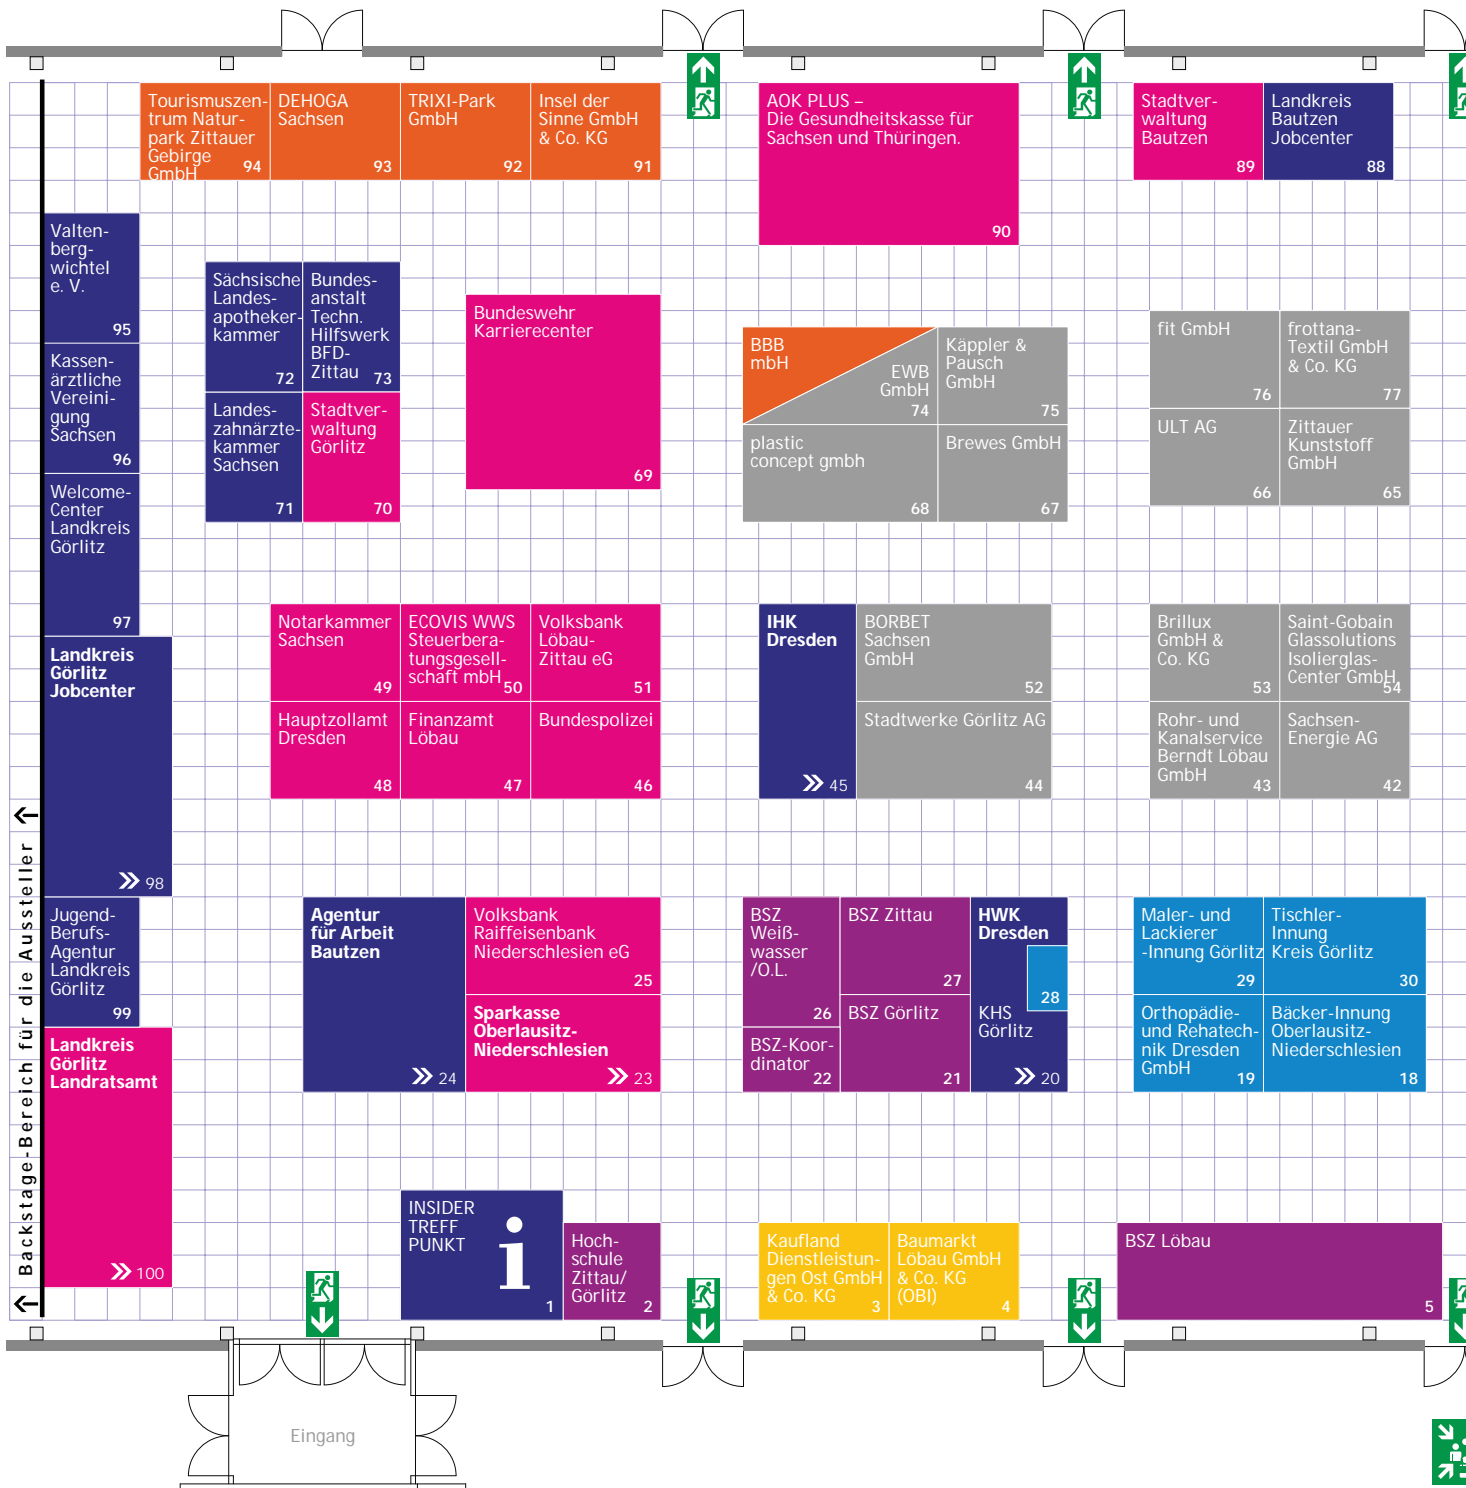 Tourismuszen-
trum Natur-
park Zittauer
Gebirge
GmbH
94
DEHOGA
Sachsen
93
TRIXI-Park
GmbH
92
Insel der
Sinne GmbH
& Co. KG
91
AOK PLUS –
Die Gesundheitskasse für
Sachsen und Thüringen.
90
Stadtver-
waltung
Bautzen
89
Landkreis
Bautzen
Jobcenter
88
Valten-
berg-
wichtel
e. V.
95
Kassen-
ärztliche
Vereini-
gung
Sachsen
96
Welcome-
Center
Landkreis
Görlitz
97
Sächsische
Landes-
apotheker-
kammer
72
Bundes-
anstalt
Techn.
Hilfswerk
BFD-
Zittau
73
Landes-
zahnärzte-
kammer
Sachsen
71
Stadtver-
waltung
Görlitz
70
Bundeswehr
Karrierecenter
69
BBB
mbH
EWB
GmbH
74
Käppler &
Pausch
GmbH
75
plastic
concept gmbh
68
Brewes GmbH
67
fit GmbH
76
frottana-
Textil GmbH
& Co. KG
77
ULT AG
66
Zittauer
Kunststoff
GmbH
65
Landkreis
Görlitz
Jobcenter
98
Notarkammer
Sachsen
49
ECOVIS WWS
Steuerbera-
tungsgesell-
schaft mbH
50
Volksbank
Löbau-
Zittau eG
51
Hauptzollamt
Dresden
48
Finanzamt
Löbau
47
Bundespolizei
46
IHK
Dresden
45
BORBET
Sachsen
GmbH
52
Stadtwerke Görlitz AG
44
Brillux
GmbH &
Co. KG
53
Saint-Gobain
Glassolutions
Isolierglas-
Center GmbH
54
Rohr- und
Kanalservice
Berndt Löbau
GmbH
43
Sachsen-
Energie AG
42
Backstage-Bereich für die Aussteller
Jugend-
Berufs-
Agentur
Landkreis
Görlitz
99
Landkreis
Görlitz
Landratsamt
100
Agentur
für Arbeit
Bautzen
24
Volksbank
Raiffeisenbank
Niederschlesien eG
25
Sparkasse
Oberlausitz-
Niederschlesien
23
BSZ
Weiß-
wasser
/O.L.
26
BSZ Zittau
27
HWK
Dresden
28
BSZ-Koor-
dinator
22
BSZ Görlitz
21
KHS
Görlitz
20
Maler- und
Lackierer
-Innung Görlitz
29
Tischler-
Innung
Kreis Görlitz
30
Orthopädie-
und Rehatech-
nik Dresden
GmbH
19
Bäcker-Innung
Oberlausitz-
Niederschlesien
18
INSIDER
TREFF
PUNKT
i
1
Hoch-
schule
Zittau/
Görlitz
2
Kaufland
Dienstleistun-
gen Ost GmbH
& Co. KG
3
Baumarkt
Löbau GmbH
& Co. KG
(OBI)
4
BSZ Löbau
5
Eingang